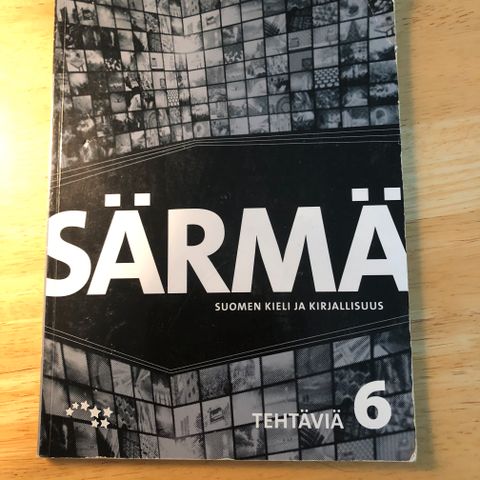 SÄRMÄ
SUOMEN KIELI JA KIRJALLISUUS
TEHTÄVIÄ 6